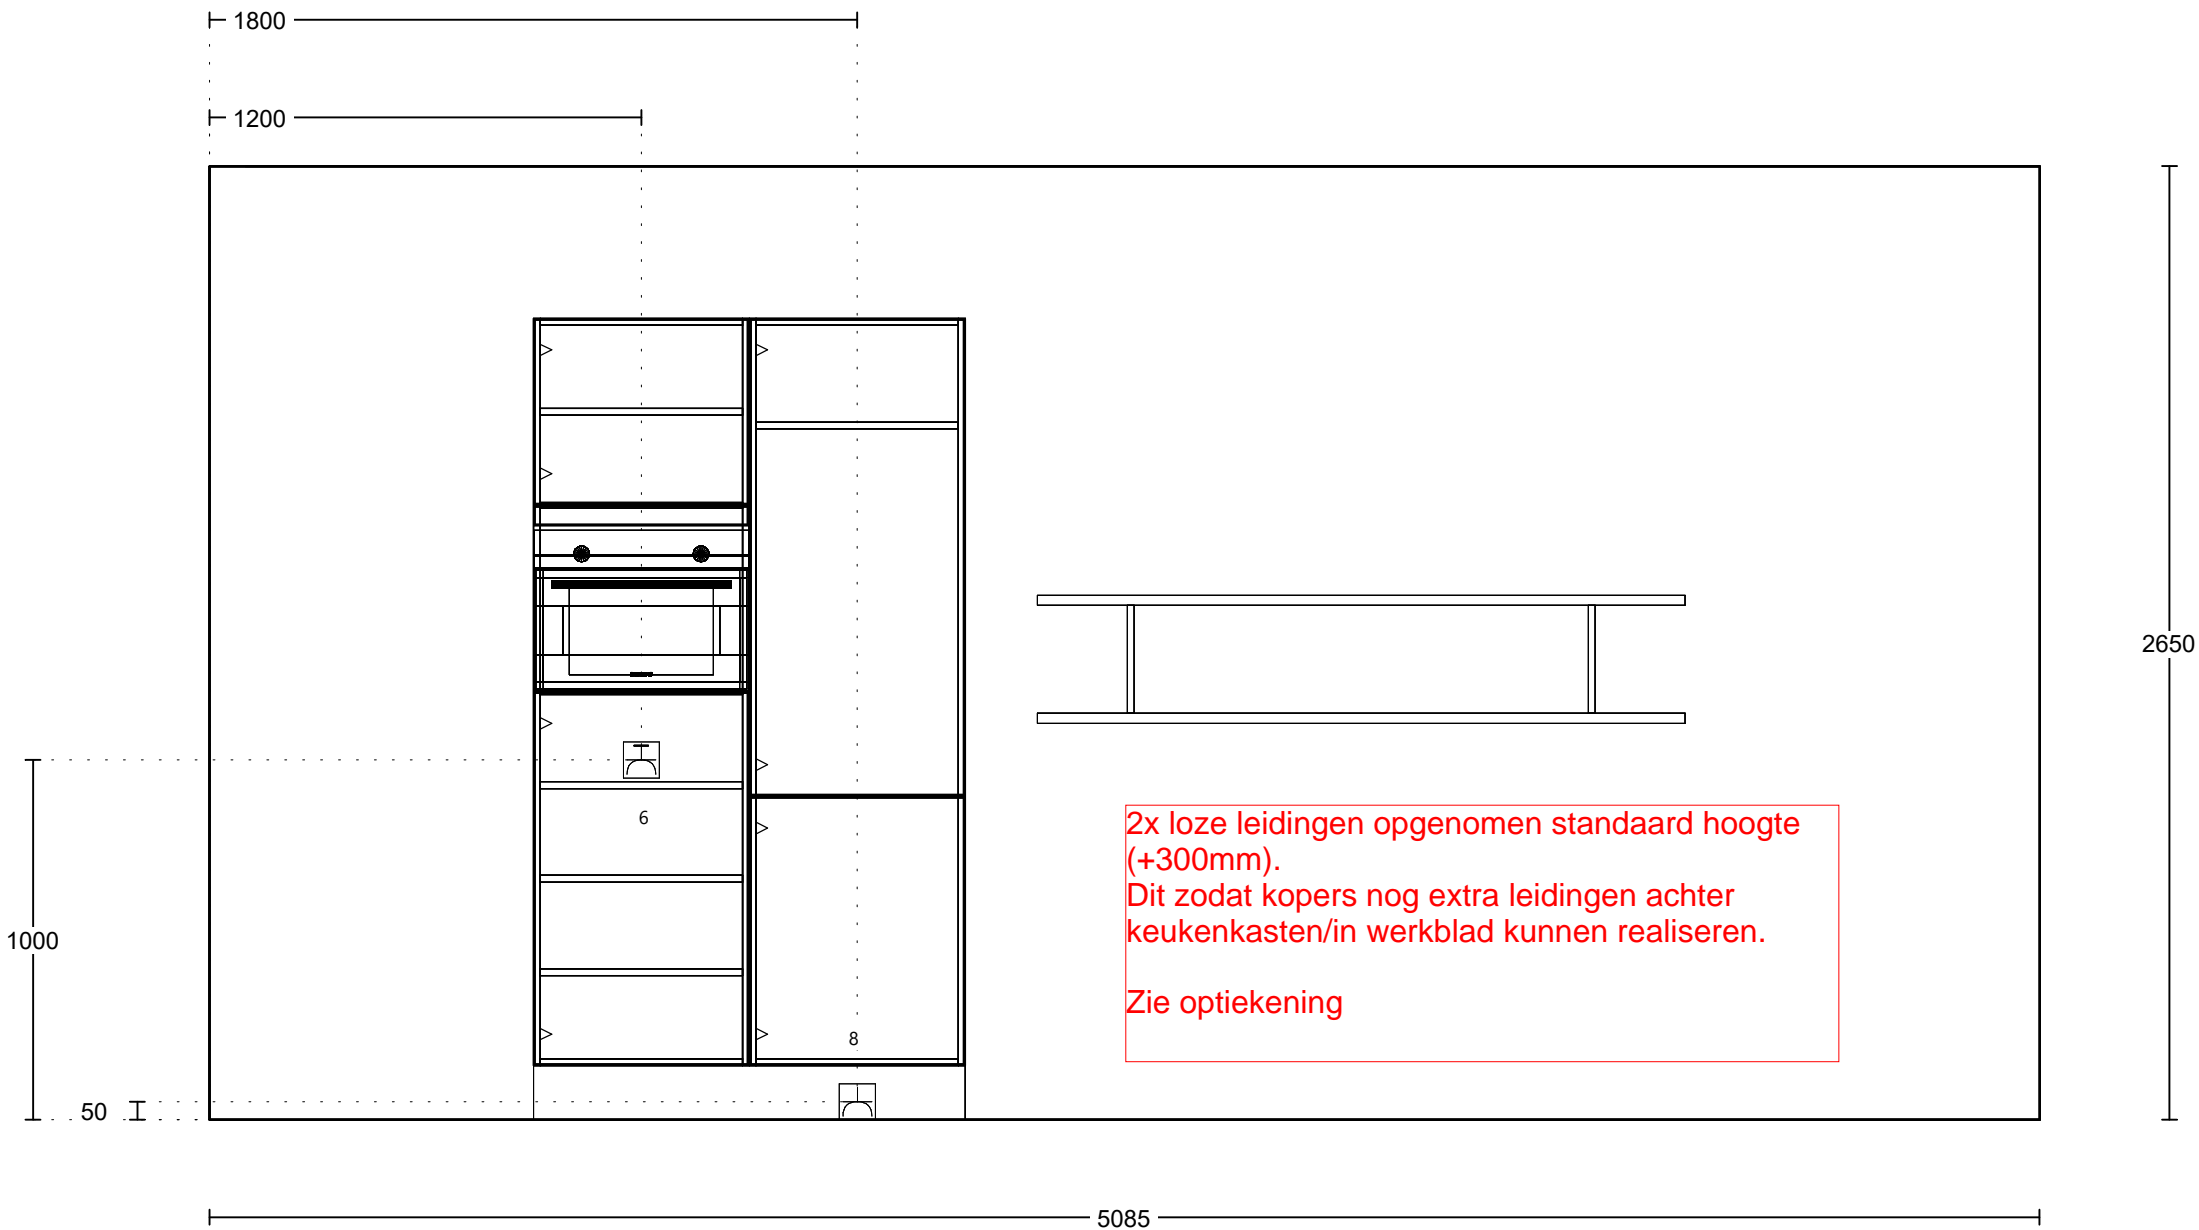 1800
1200
2650
6
2x loze leidingen opgenomen standaard hoogte
(+300mm).
Dit zodat kopers nog extra leidingen achter
keukenkasten/in werkblad kunnen realiseren.
Zie optiekening
1000
8
50
5085